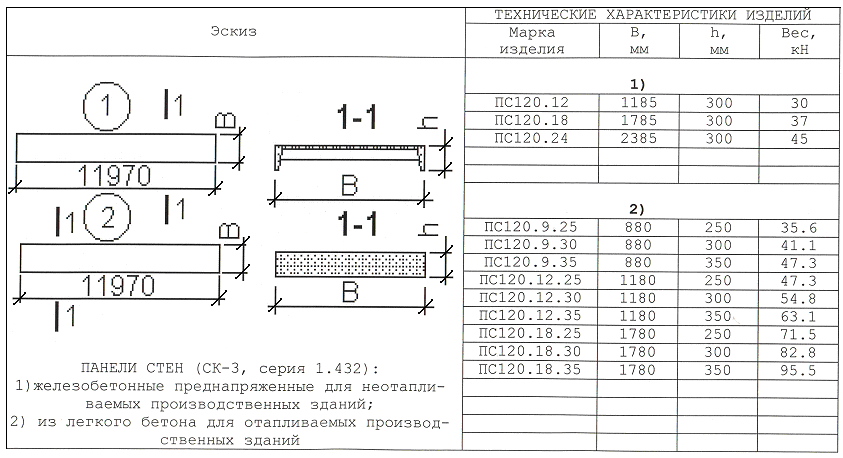 Эскиз
ТЕХНИЧЕСКИЕ ХАРАКТЕРИСТИКИ ИЗДЕЛИЙ
Марка изделия
В, мм
h, мм
Вес, кН
1
1
1
В
11970
1-1
h
В
1)
ПС120.12 1185 300 30
ПС120.18 1785 300 37
ПС120.24 2385 300 45
2
1
1
В
11970
1-1
h
В
2)
ПС120.9.25 880 250 35.6
ПС120.9.30 880 300 41.1
ПС120.9.35 880 350 47.3
ПС120.12.25 1180 250 47.3
ПС120.12.30 1180 300 54.8
ПС120.12.35 1180 350 63.1
ПС120.18.25 1780 250 71.5
ПС120.18.30 1780 300 82.8
ПС120.18.35 1780 350 95.5
ПАНЕЛИ СТЕН (СК-3, серия 1.432):
1)железобетонные преднапряженные для неотапли-
ваемых производственных зданий;
2) из легкого бетона для отапливаемых производ-
ственных зданий